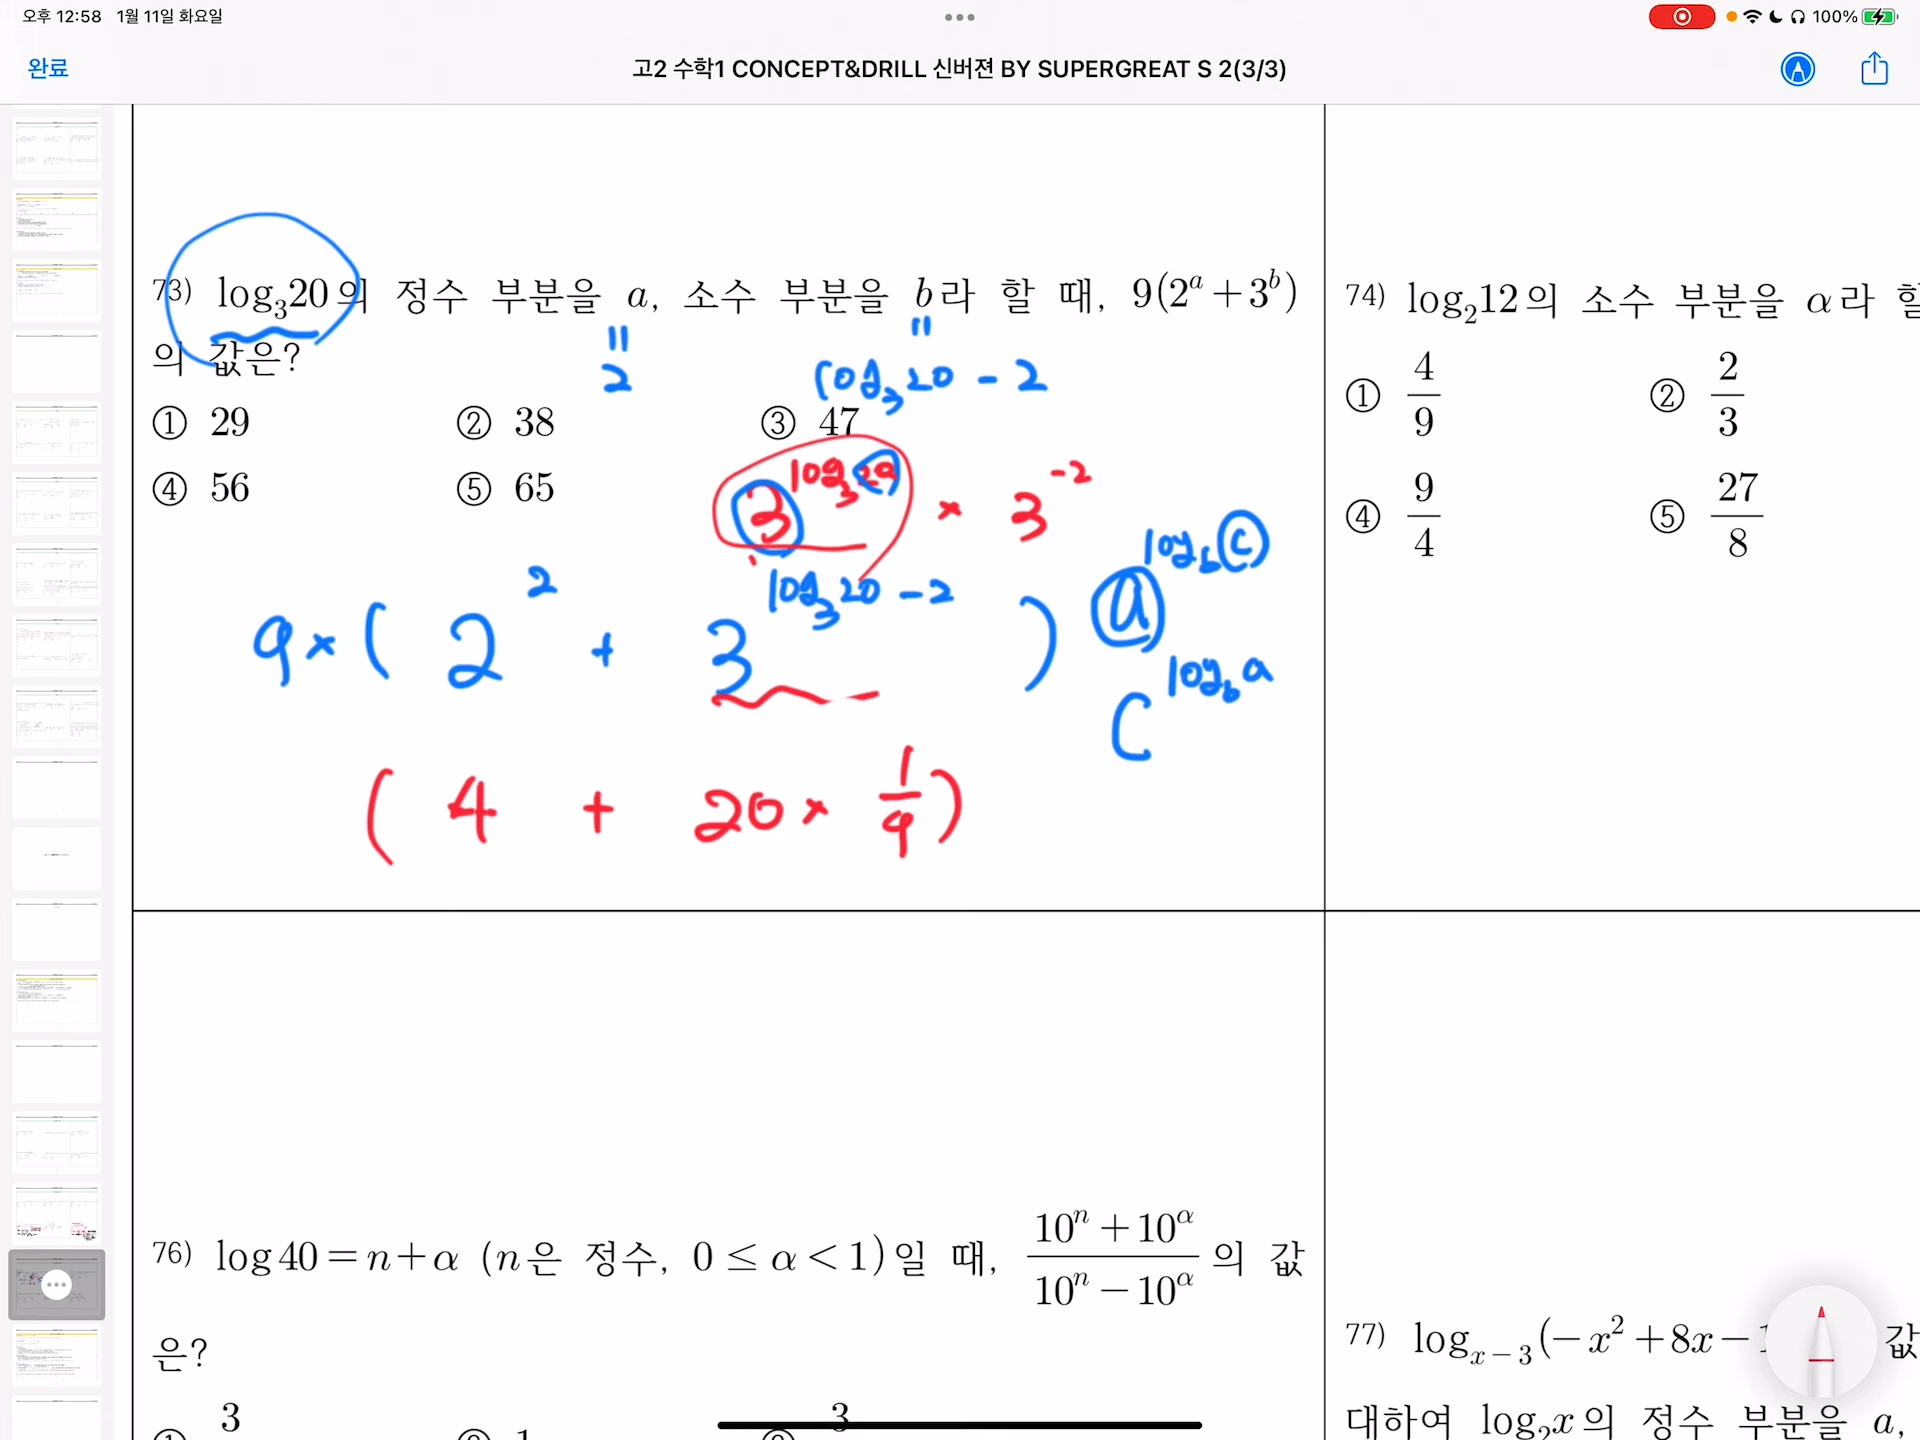 오후 12:58 1월 11일 화요일
100%
완료
고2 수학1 CONCEPT&DRILL 신버젼 BY SUPERGREAT S 2(3/3)
73) log₃20의 정수 부분을 a, 소수 부분을 b라 할 때, 9(2ᵃ+3ᵇ)
의 값은?
= 2
= log₃20 - 2
① 29 ② 38 ③ 47
④ 56 ⑤ 65
3^(log₃20) × 3^(-2)
9×( 2^2 + 3^(log₃20 - 2) )
a^(log_b c)
c^(log_b a)
( 4 + 20 × 1/9 )
74) log₂12의 소수 부분을 α라 할
① 4/9 ② 2/3
④ 9/4 ⑤ 27/8
76) log40=n+α (n은 정수, 0≤α<1)일 때, (10ⁿ+10^α)/(10ⁿ-10^α) 의 값
은?
3 3
77) log_(x-3)(-x²+8x- 값
대하여 log₂x의 정수 부분을 a,